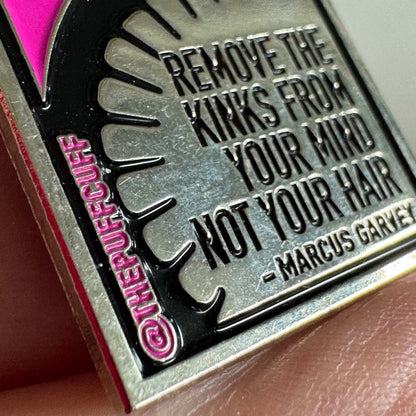 REMOVE THE
KINKS FROM
YOUR MIND
NOT YOUR HAIR
- MARCUS GARVEY
@THEPUFFCUFF